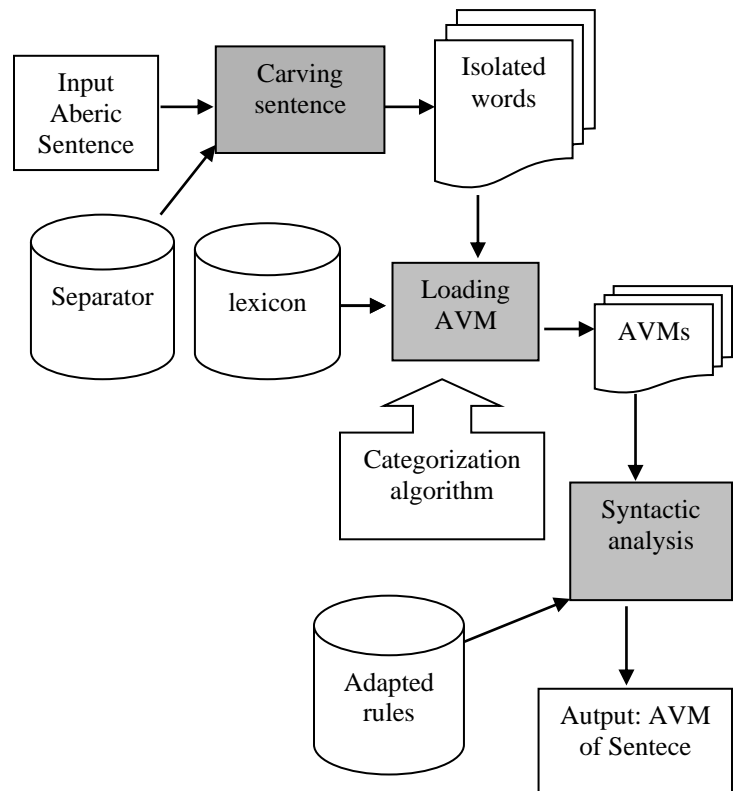 Input
Aberic
Sentence
Carving
sentence
Isolated
words
Separator
lexicon
Loading
AVM
AVMs
Categorization
algorithm
Syntactic
analysis
Adapted
rules
Autput: AVM
of Sentece